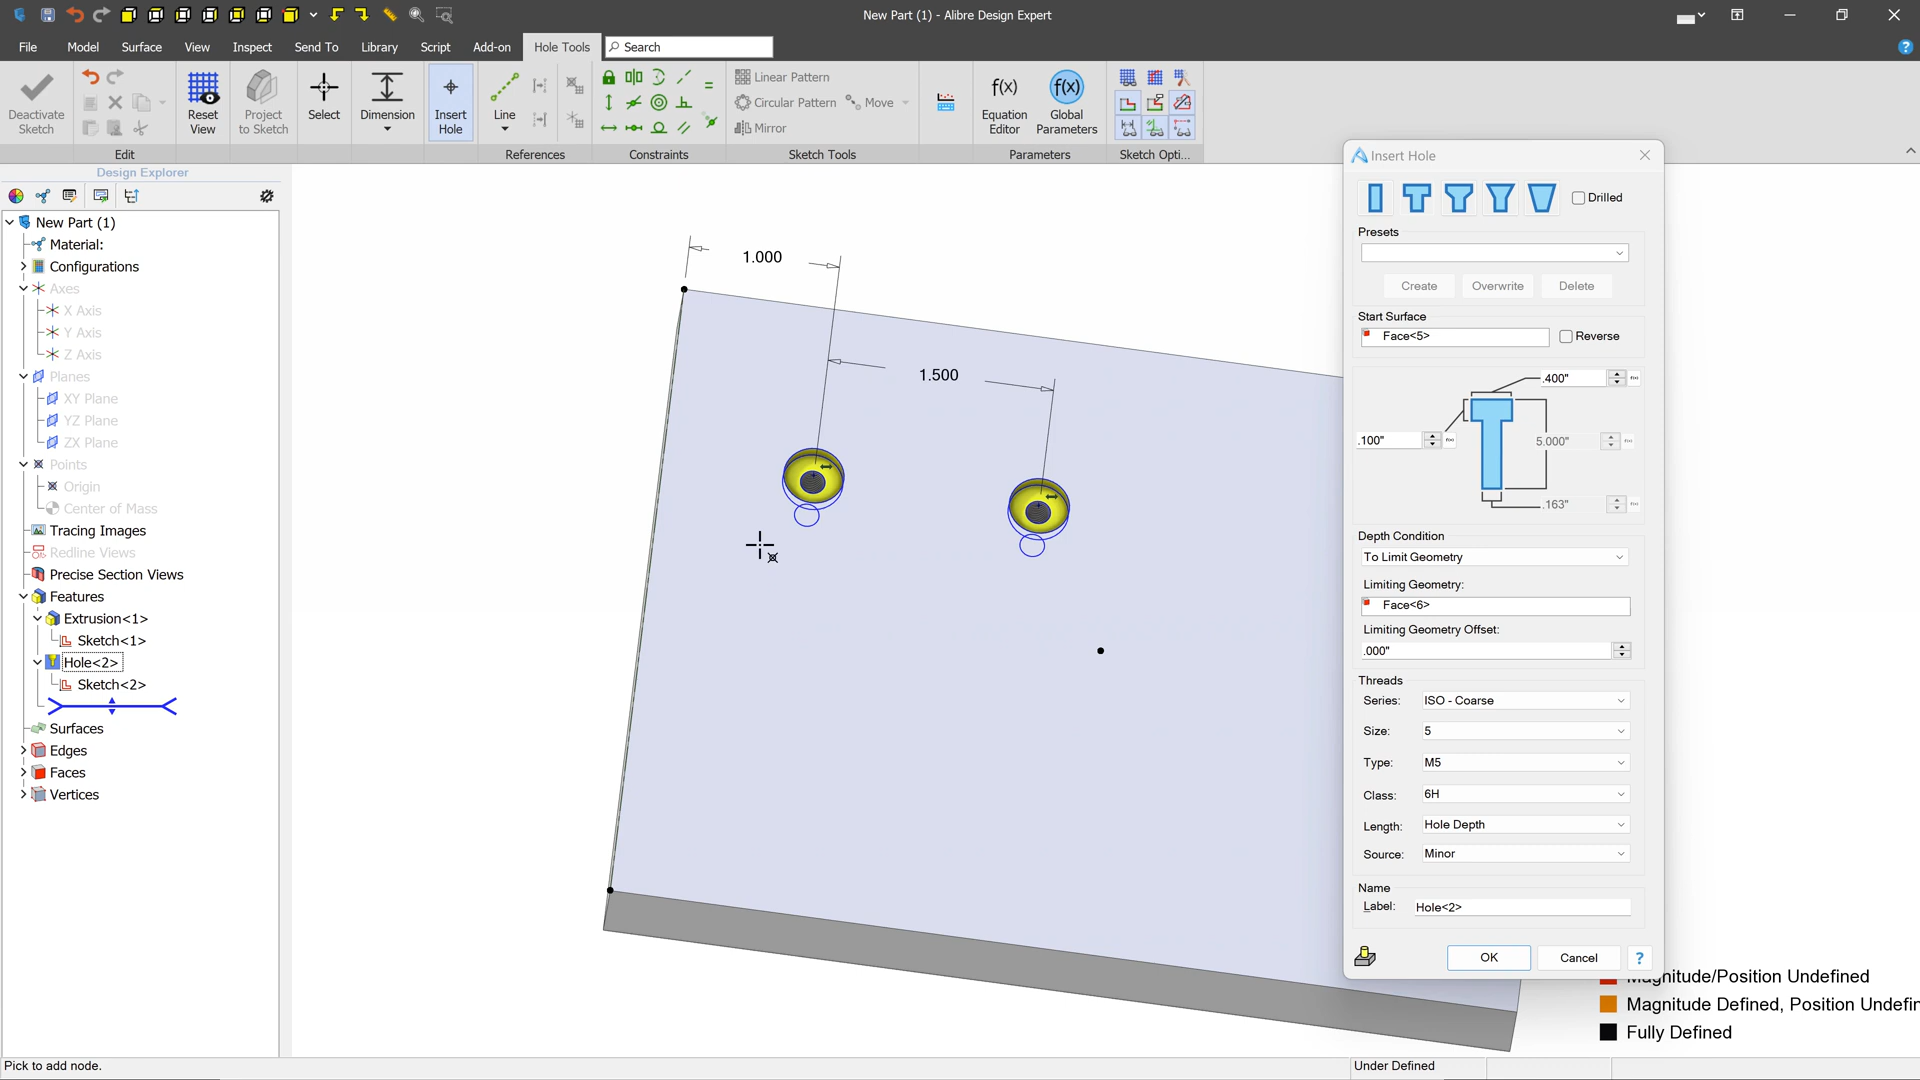 New Part (1) - Alibre Design Expert
File Model Surface View Inspect Send To Library Script Add-on Hole Tools Search
Deactivate Sketch
Reset View
Project to Sketch
Select
Dimension
Insert Hole
Line
Linear Pattern
Circular Pattern
Move
Mirror
f(x) Equation Editor
f(x) Global Parameters
Edit References Constraints Sketch Tools Parameters Sketch Opti...
Design Explorer
New Part (1)
Material:
Configurations
Axes
X Axis
Y Axis
Z Axis
Planes
XY Plane
YZ Plane
ZX Plane
Points
Origin
Center of Mass
Tracing Images
Redline Views
Precise Section Views
Features
Extrusion<1>
Sketch<1>
Hole<2>
Sketch<2>
Surfaces
Edges
Faces
Vertices
1.000
1.500
Insert Hole
Drilled
Presets
Create Overwrite Delete
Start Surface
Face<5> Reverse
.400"
.100"
5.000"
.163"
Depth Condition
To Limit Geometry
Limiting Geometry:
Face<6>
Limiting Geometry Offset:
.000"
Threads
Series: ISO - Coarse
Size: 5
Type: M5
Class: 6H
Length: Hole Depth
Source: Minor
Name
Label: Hole<2>
OK Cancel ?
Magnitude/Position Undefined
Magnitude Defined, Position Undefin
Fully Defined
Pick to add node.
Under Defined